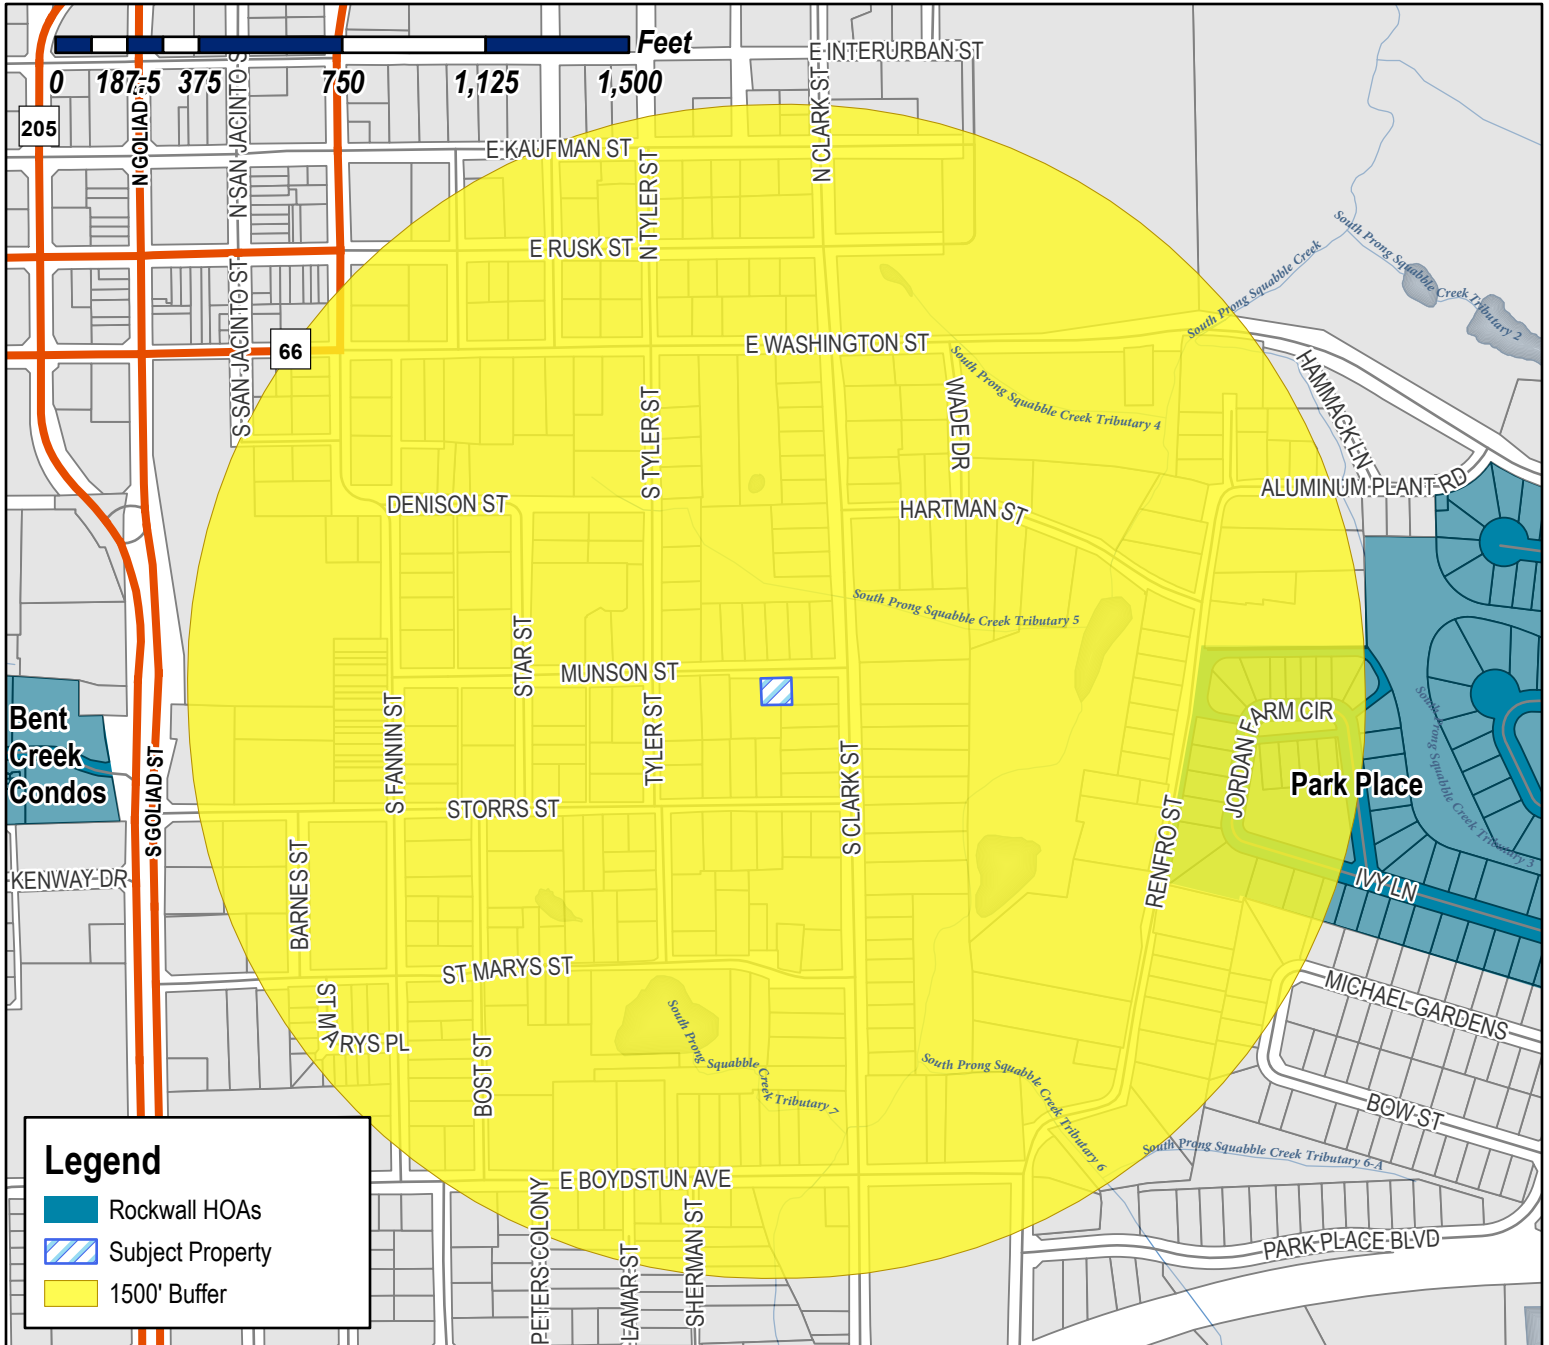 Feet
0 187.5 375 750 1,125 1,500
E INTERURBAN ST
205
N GOLIAD
N SAN JACINTO S
N CLARK ST
E KAUFMAN ST
N TYLER ST
E RUSK ST
South Prong Squabble Creek
South Prong Squabble Creek Tributary 2
S SAN JACINTO ST
66
E WASHINGTON ST
HAMMACK LN
WADE DR
South Prong Squabble Creek Tributary 4
S TYLER ST
DENISON ST
HARTMAN ST
ALUMINUM PLANT RD
South Prong Squabble Creek Tributary 5
STAR ST
MUNSON ST
Bent
Creek
Condos
S GOLIAD ST
S FANNIN ST
TYLER ST
S CLARK ST
STORRS ST
JORDAN FARM CIR
Park Place
South Prong Squabble Creek Tributary 5
RENFRO ST
IVY LN
KENWAY DR
BARNES ST
ST MARYS ST
ST MARYS PL
MICHAEL GARDENS
BOST ST
South Prong Squabble Creek Tributary 7
South Prong Squabble Creek Tributary 6
BOW ST
South Prong Squabble Creek Tributary 6-A
E BOYDSTUN AVE
PETERS COLONY
LAMAR ST
SHERMAN ST
PARK PLACE BLVD
Legend
Rockwall HOAs
Subject Property
1500' Buffer